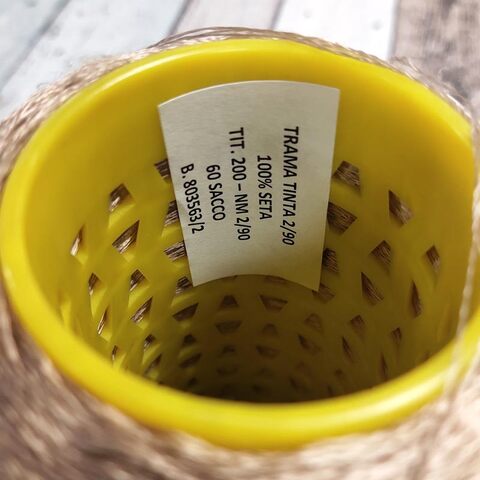 TRAMA TINTA 2/90
100% SETA
TIT. 200 – NM 2/90
60 SACCO
B. 803563/2